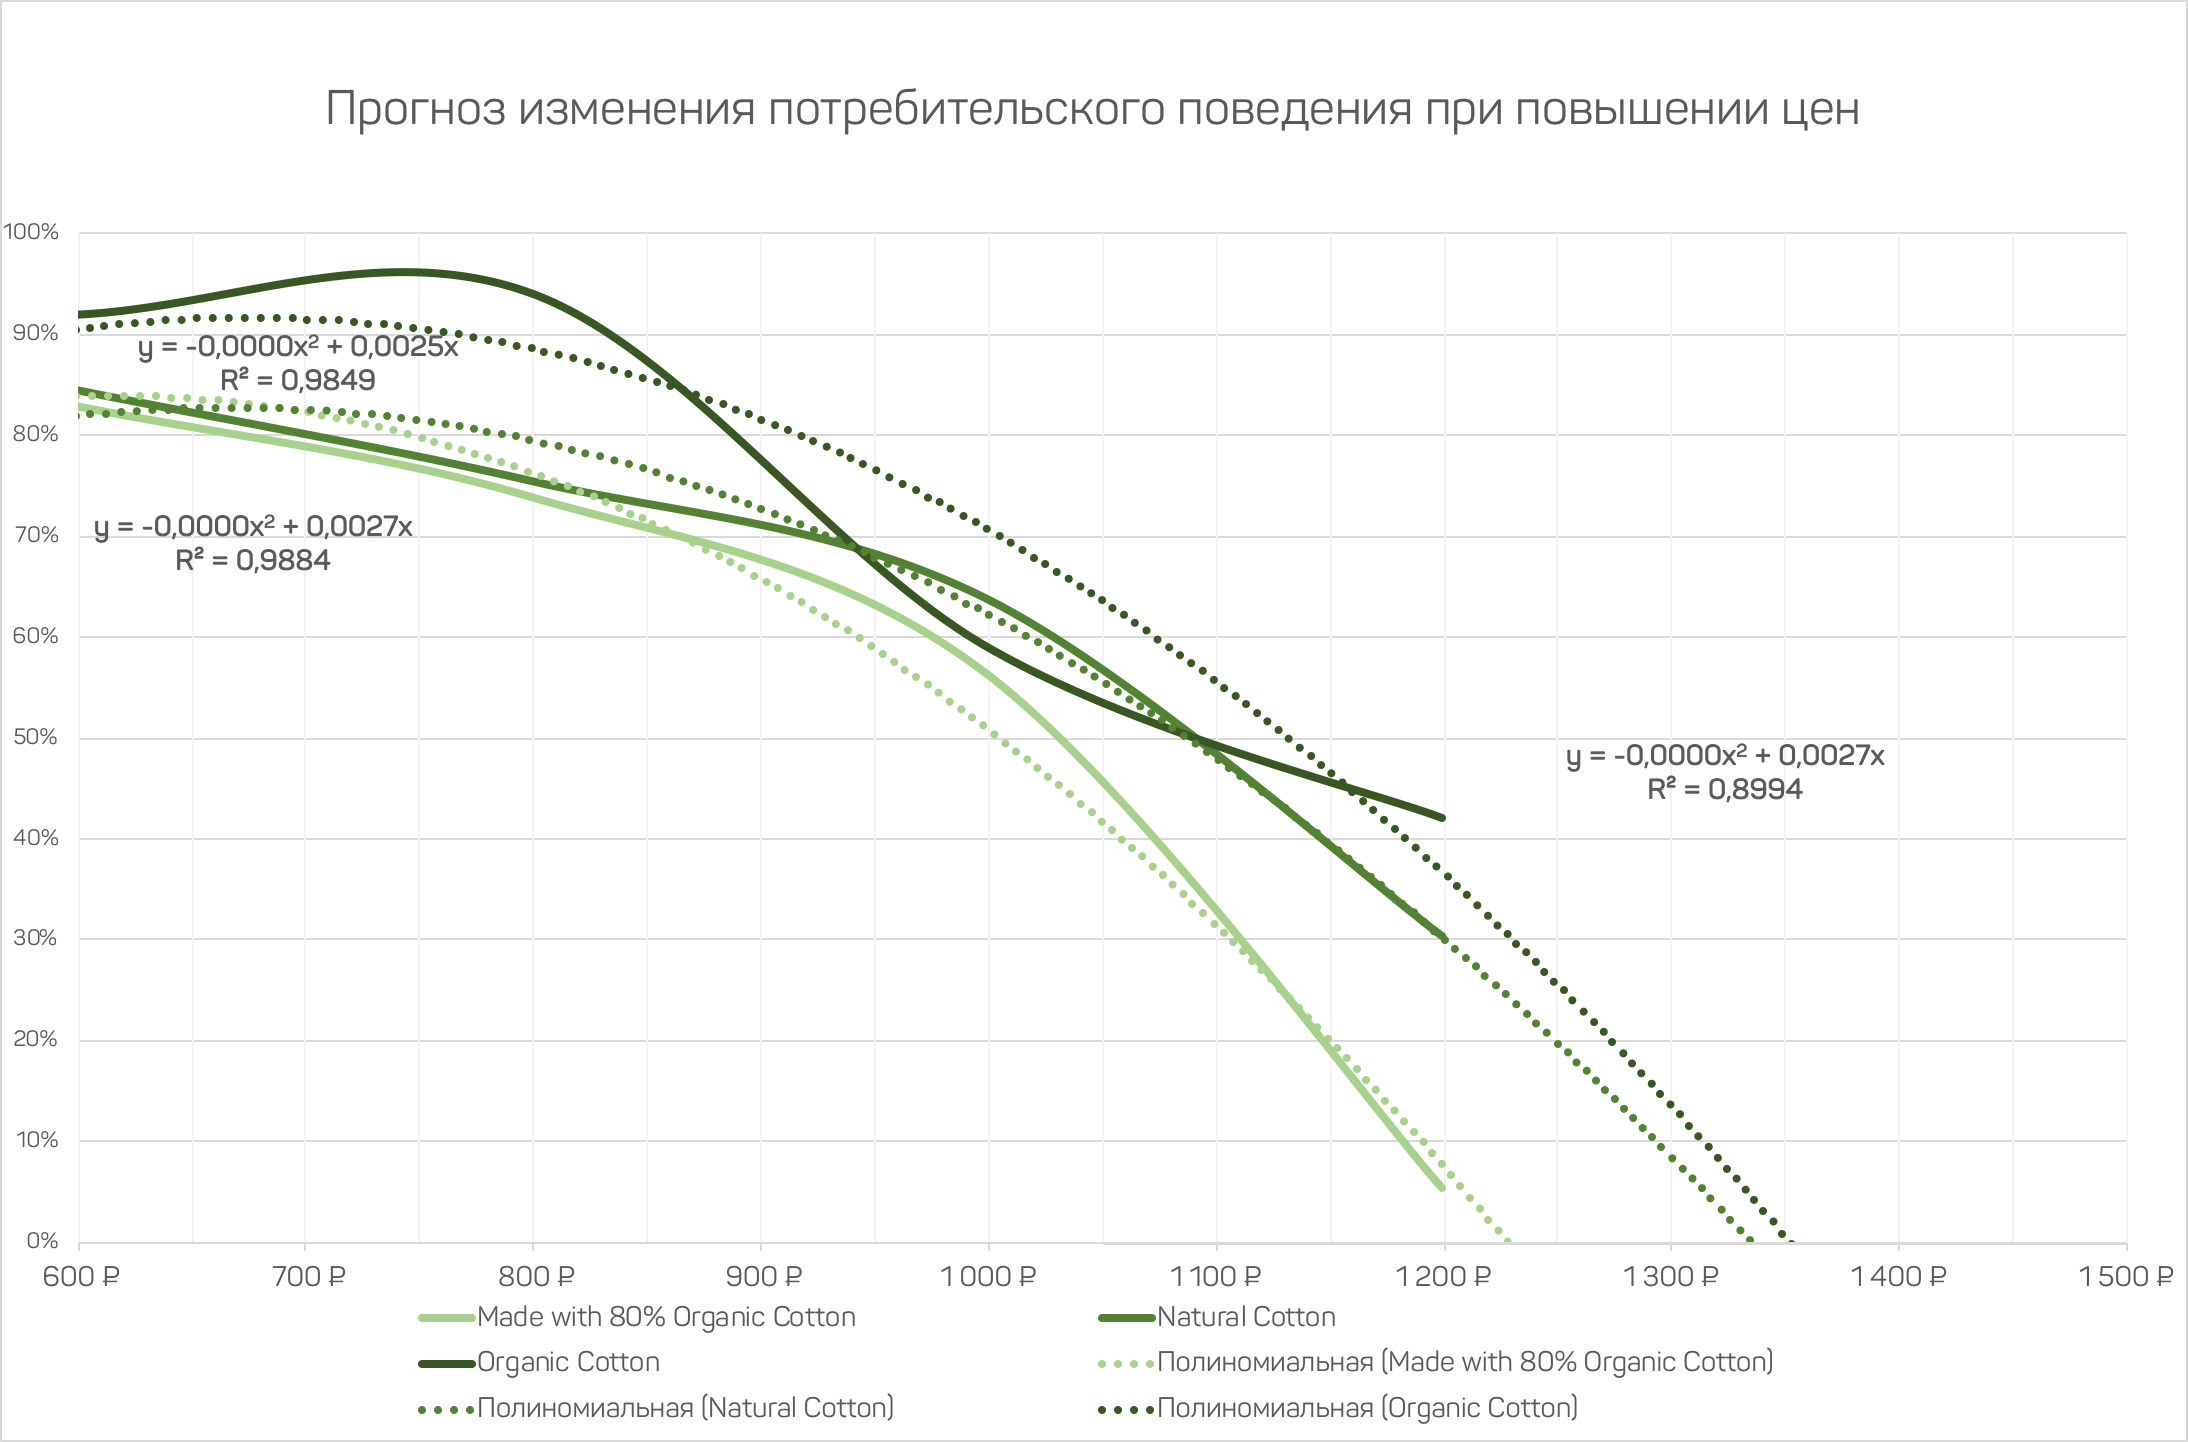 Прогноз изменения потребительского поведения при повышении цен
100%
90%
y = -0,0000x² + 0,0025x
R² = 0,9849
80%
70%
y = -0,0000x² + 0,0027x
R² = 0,9884
60%
50%
y = -0,0000x² + 0,0027x
R² = 0,8994
40%
30%
20%
10%
0%
600 ₽ 700 ₽ 800 ₽ 900 ₽ 1 000 ₽ 1 100 ₽ 1 200 ₽ 1 300 ₽ 1 400 ₽ 1 500 ₽
Made with 80% Organic Cotton Natural Cotton
Organic Cotton Полиномиальная (Made with 80% Organic Cotton)
Полиномиальная (Natural Cotton) Полиномиальная (Organic Cotton)